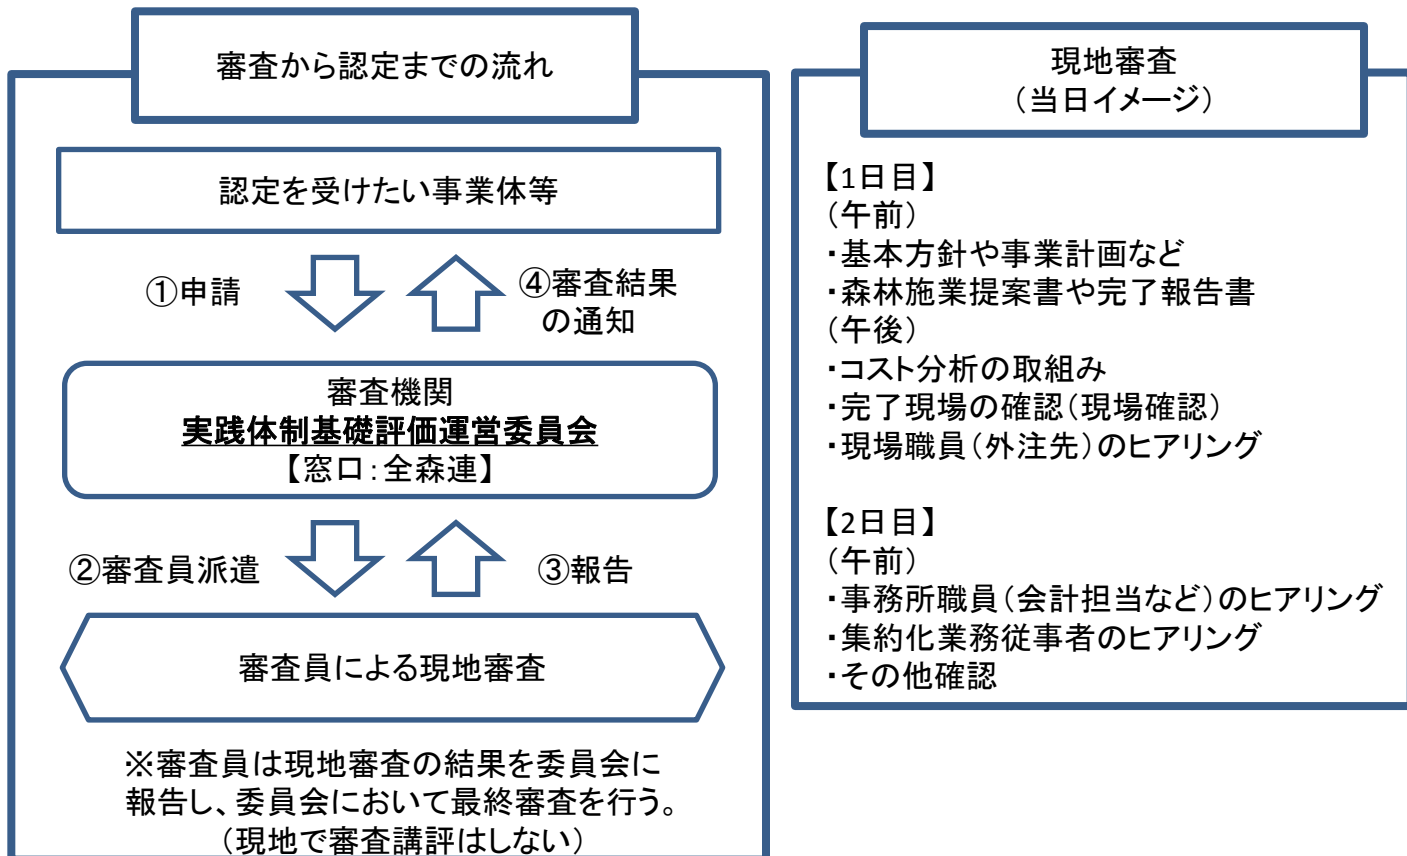 審査から認定までの流れ
認定を受けたい事業体等
①申請
④審査結果
の通知
審査機関
実践体制基礎評価運営委員会
【窓口：全森連】
②審査員派遣
③報告
審査員による現地審査
※審査員は現地審査の結果を委員会に
報告し、委員会において最終審査を行う。
（現地で審査講評はしない）
現地審査
（当日イメージ）
【1日目】
（午前）
・基本方針や事業計画など
・森林施業提案書や完了報告書
（午後）
・コスト分析の取組み
・完了現場の確認（現場確認）
・現場職員（外注先）のヒアリング
【2日目】
（午前）
・事務所職員（会計担当など）のヒアリング
・集約化業務従事者のヒアリング
・その他確認